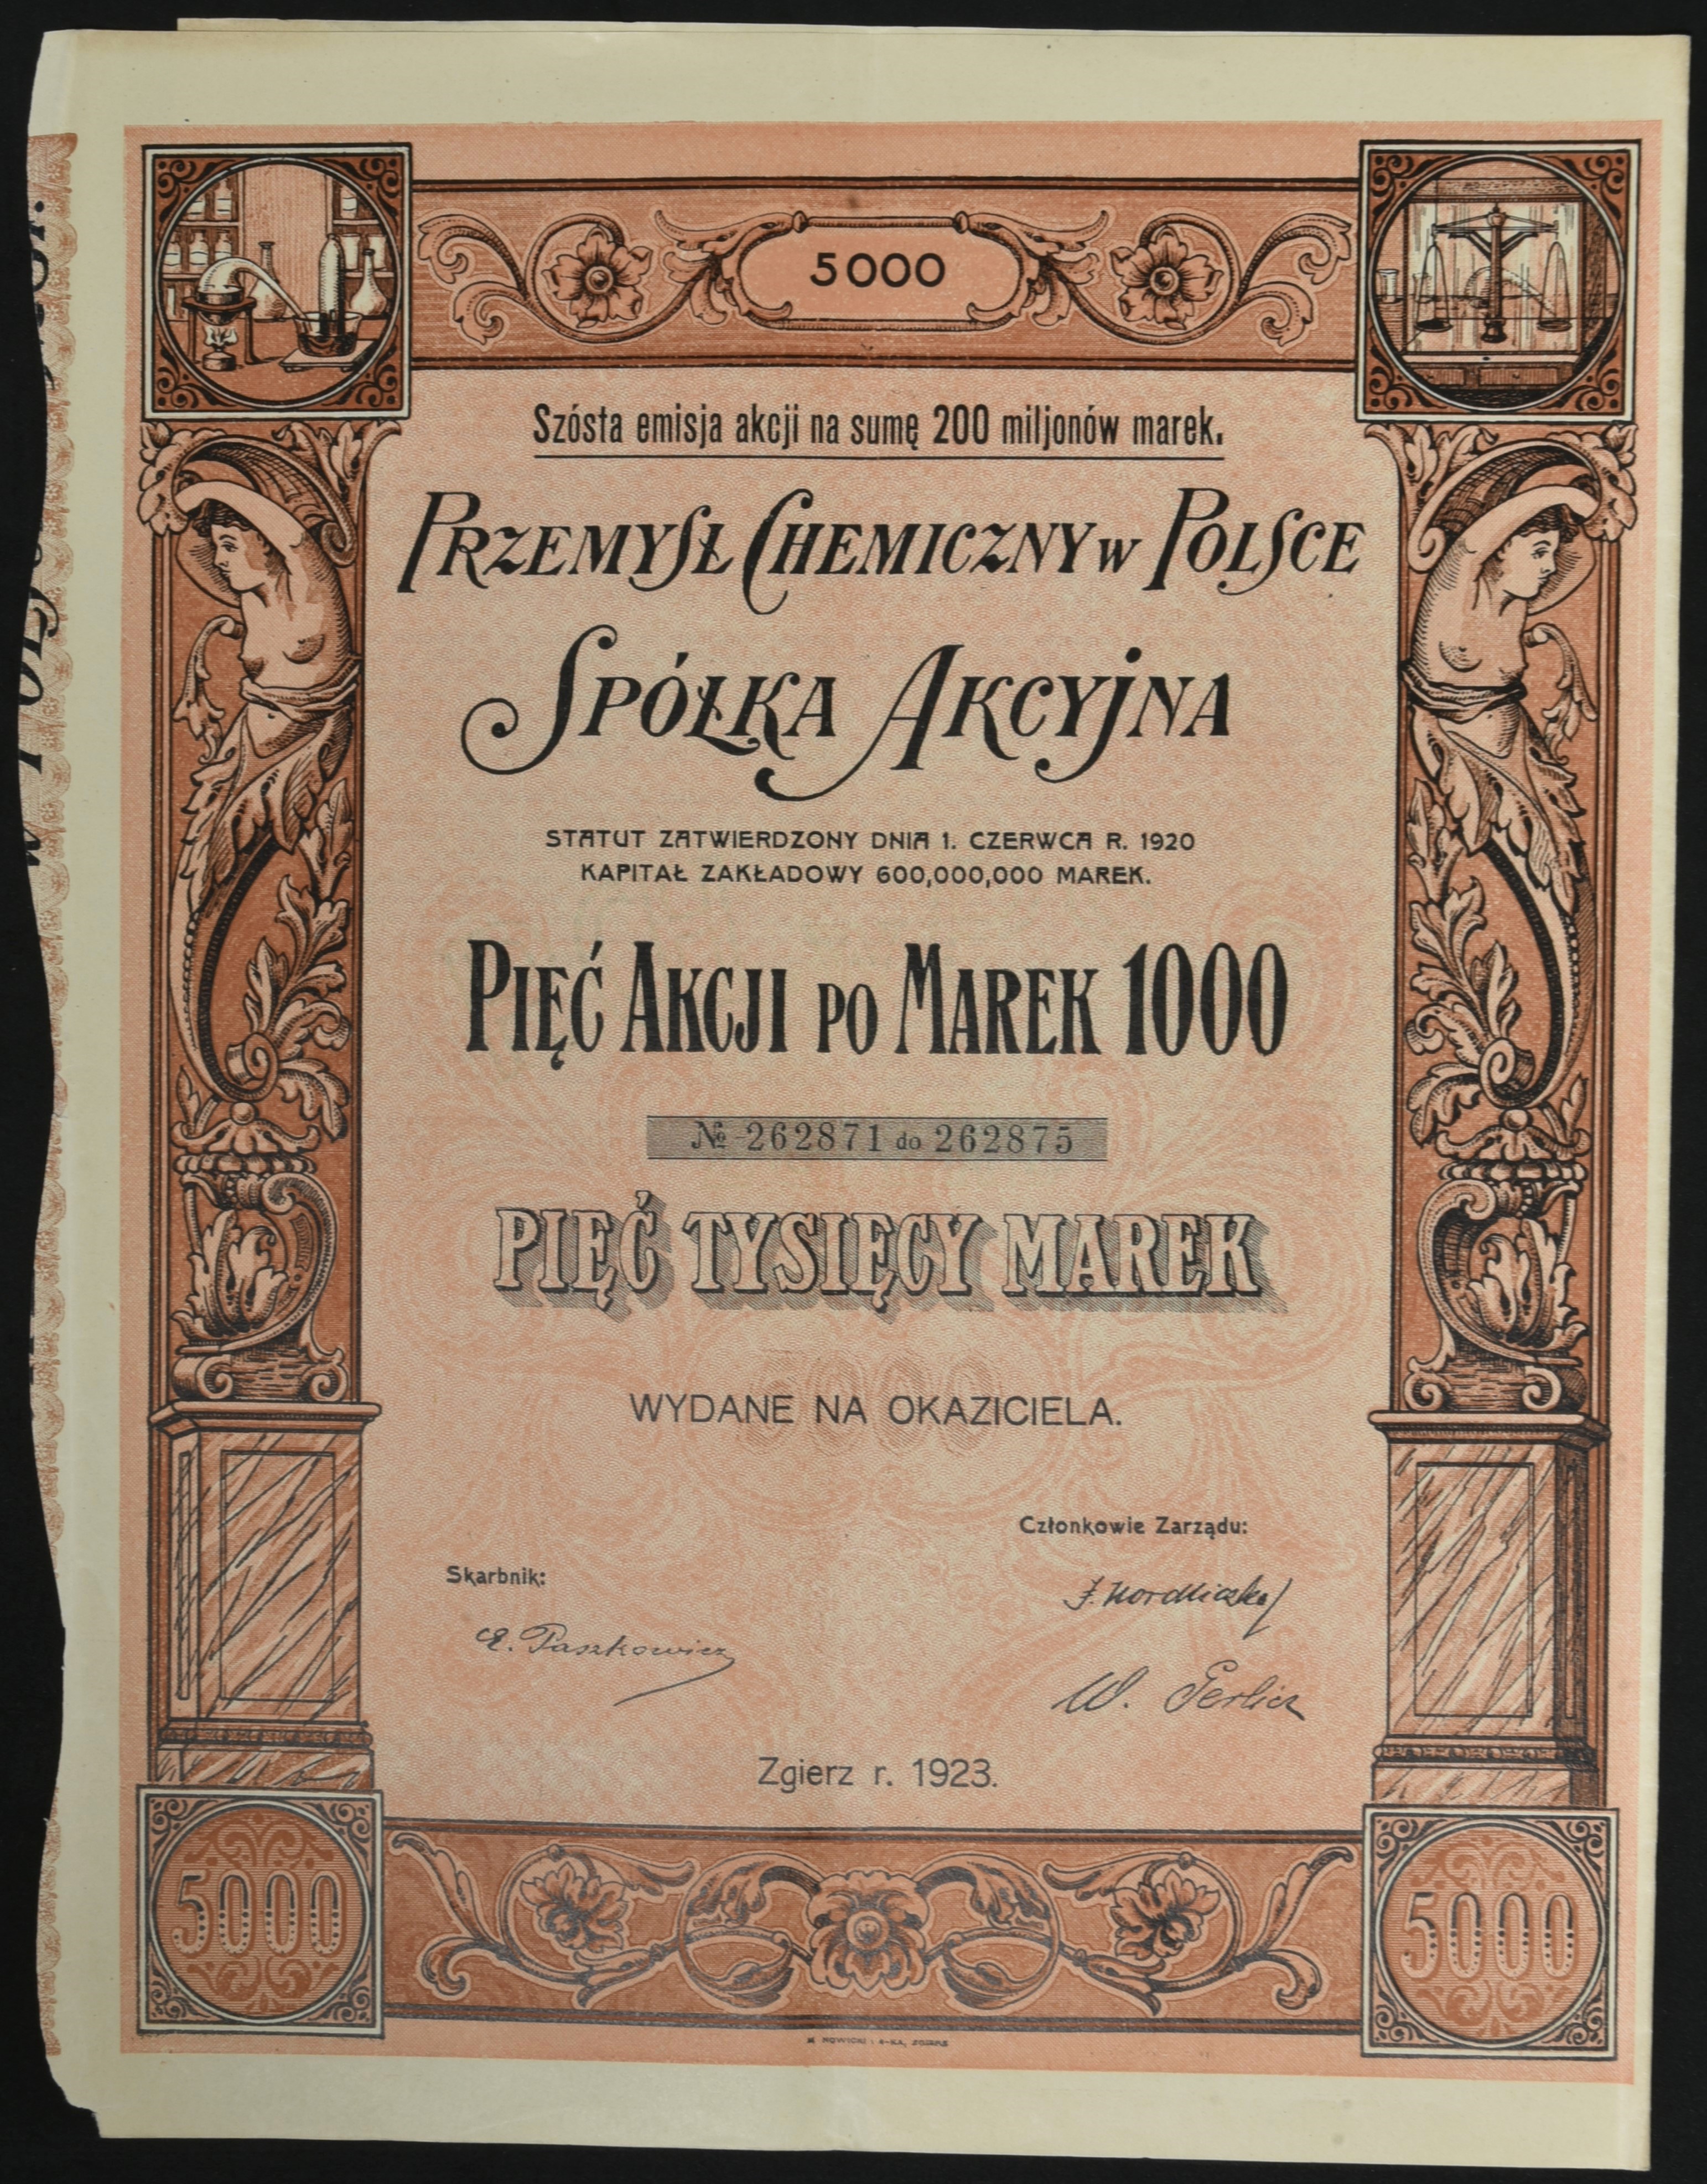 5000
Szósta emisja akcji na sumę 200 miljonów marek.
PRZEMYSŁ CHEMICZNY w POLSCE
SPÓŁKA AKCYJNA
STATUT ZATWIERDZONY DNIA 1. CZERWCA R. 1920
KAPITAŁ ZAKŁADOWY 600,000,000 MAREK.
PIĘĆ AKCJI PO MAREK 1000
№ 262871 do 262875
PIĘĆ TYSIĘCY MAREK
5000
WYDANE NA OKAZICIELA.
Członkowie Zarządu:
Skarbnik:
E. Paszkowicz
W.
Zgierz r. 1923.
5000
5000